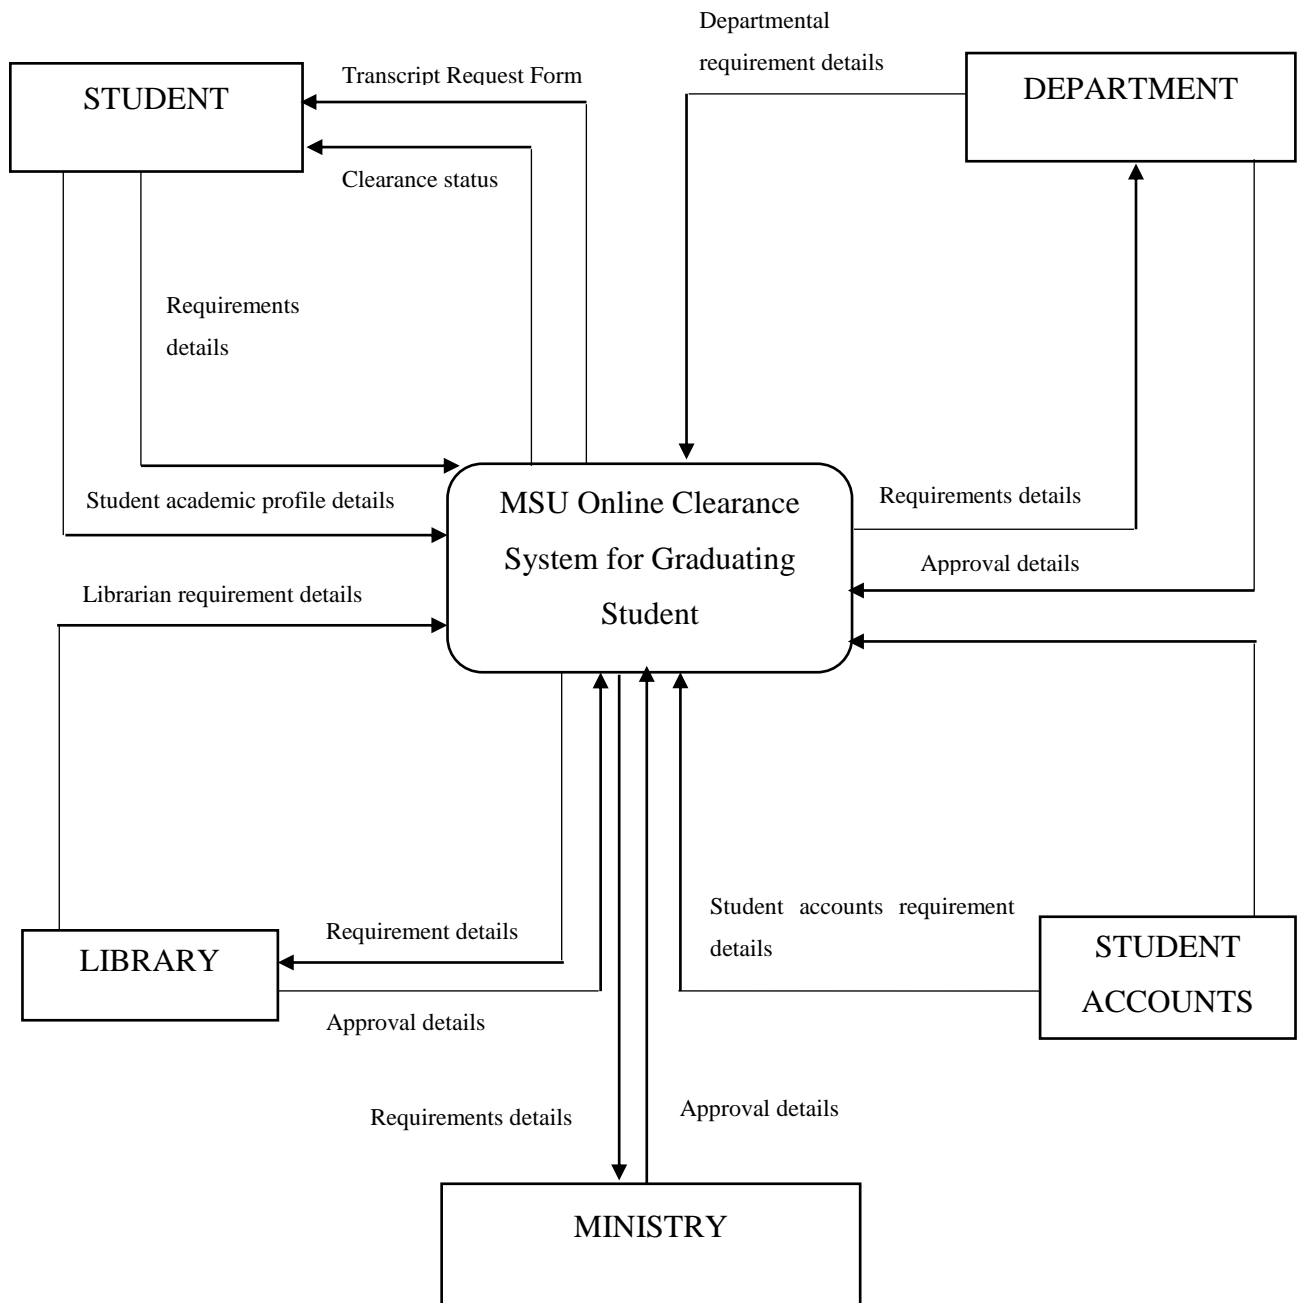 Departmental
requirement details
STUDENT
Transcript Request Form
DEPARTMENT
Clearance status
Requirements
details
MSU Online Clearance
System for Graduating
Student
Student academic profile details
Requirements details
Approval details
Librarian requirement details
LIBRARY
Requirement details
Approval details
Student accounts requirement
details
STUDENT
ACCOUNTS
Requirements details
Approval details
MINISTRY